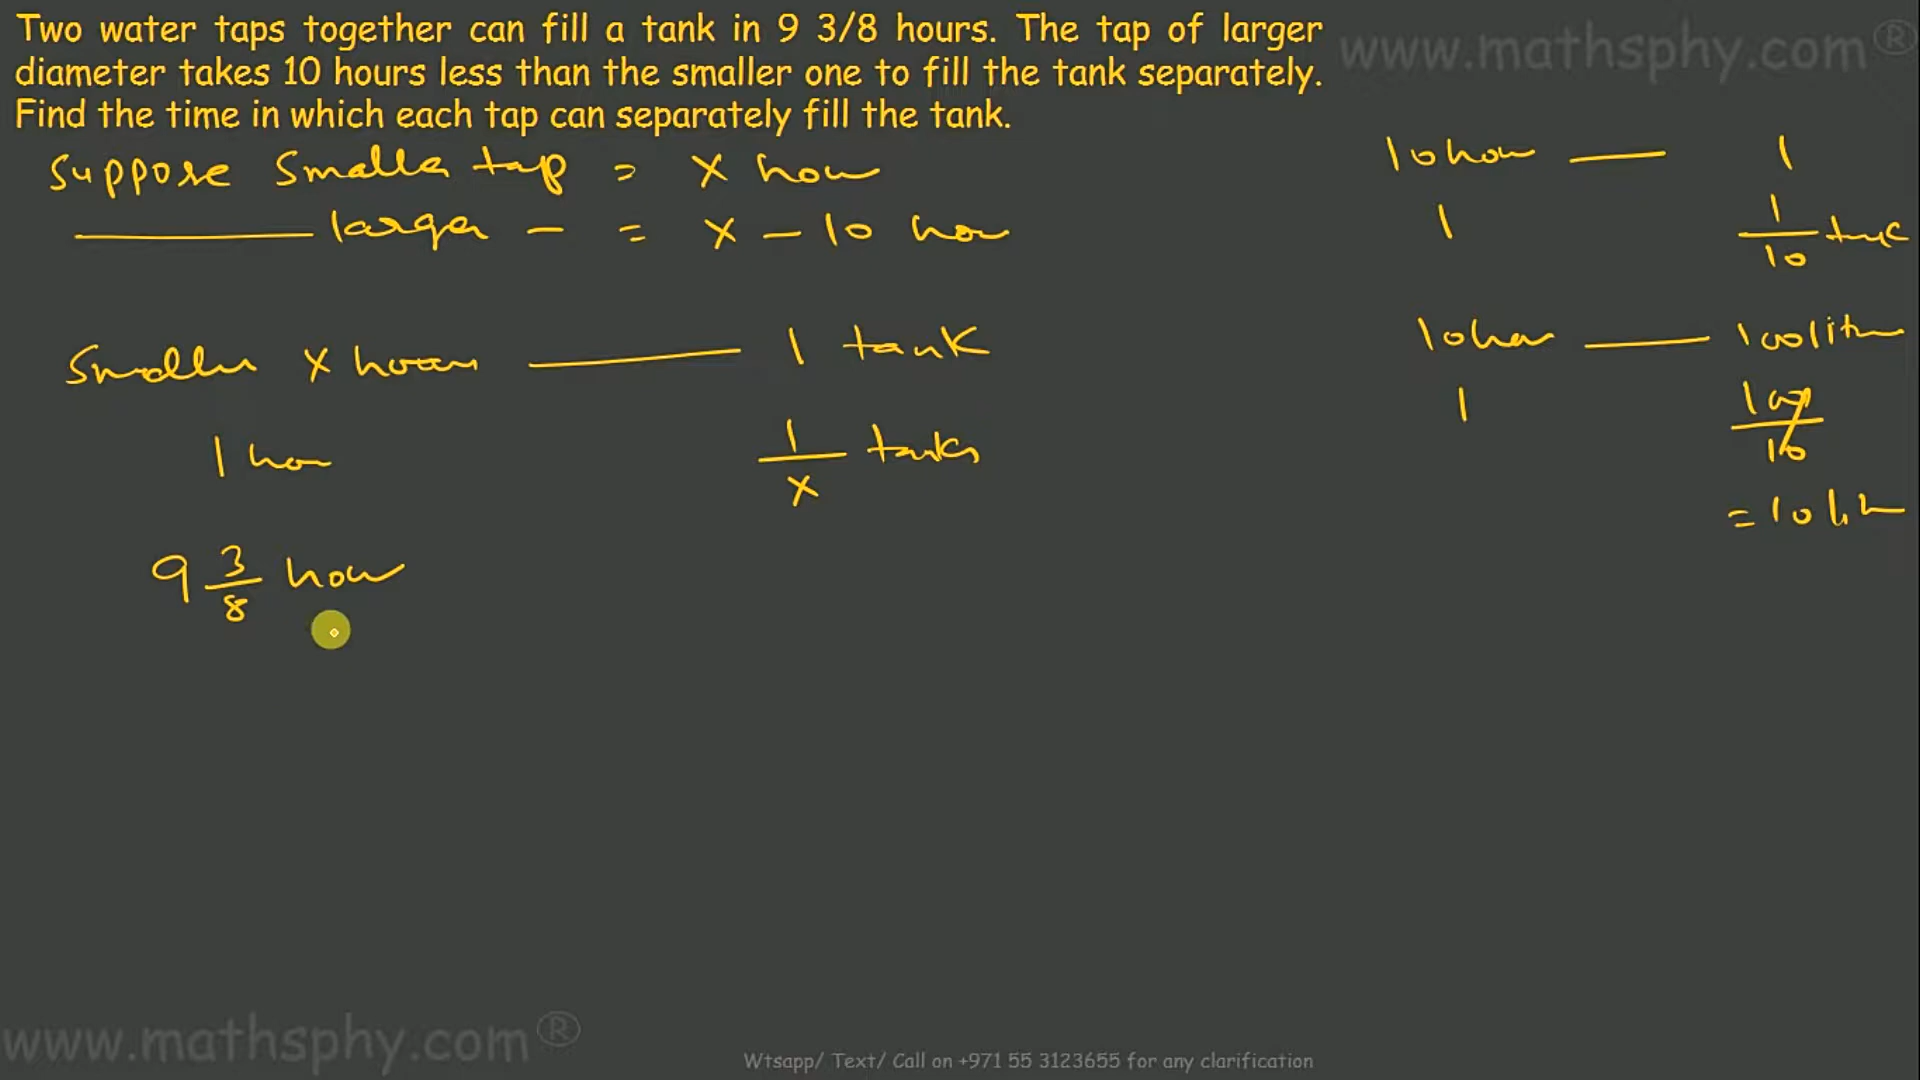 Two water taps together can fill a tank in 9 3/8 hours. The tap of larger
diameter takes 10 hours less than the smaller one to fill the tank separately.
Find the time in which each tap can separately fill the tank.
www.mathsphy.com®
Suppose Smaller tap = x hour
larger - = x - 10 hour
Smaller x hours — 1 tank
1 hour 1/x tanks
9 3/8 hour
10 hour — 1
1 1/10 tank
10 hour — 100 liter
1 100/10
= 10 lit
www.mathsphy.com®
Wtsapp/ Text/ Call on +971 55 3123655 for any clarification